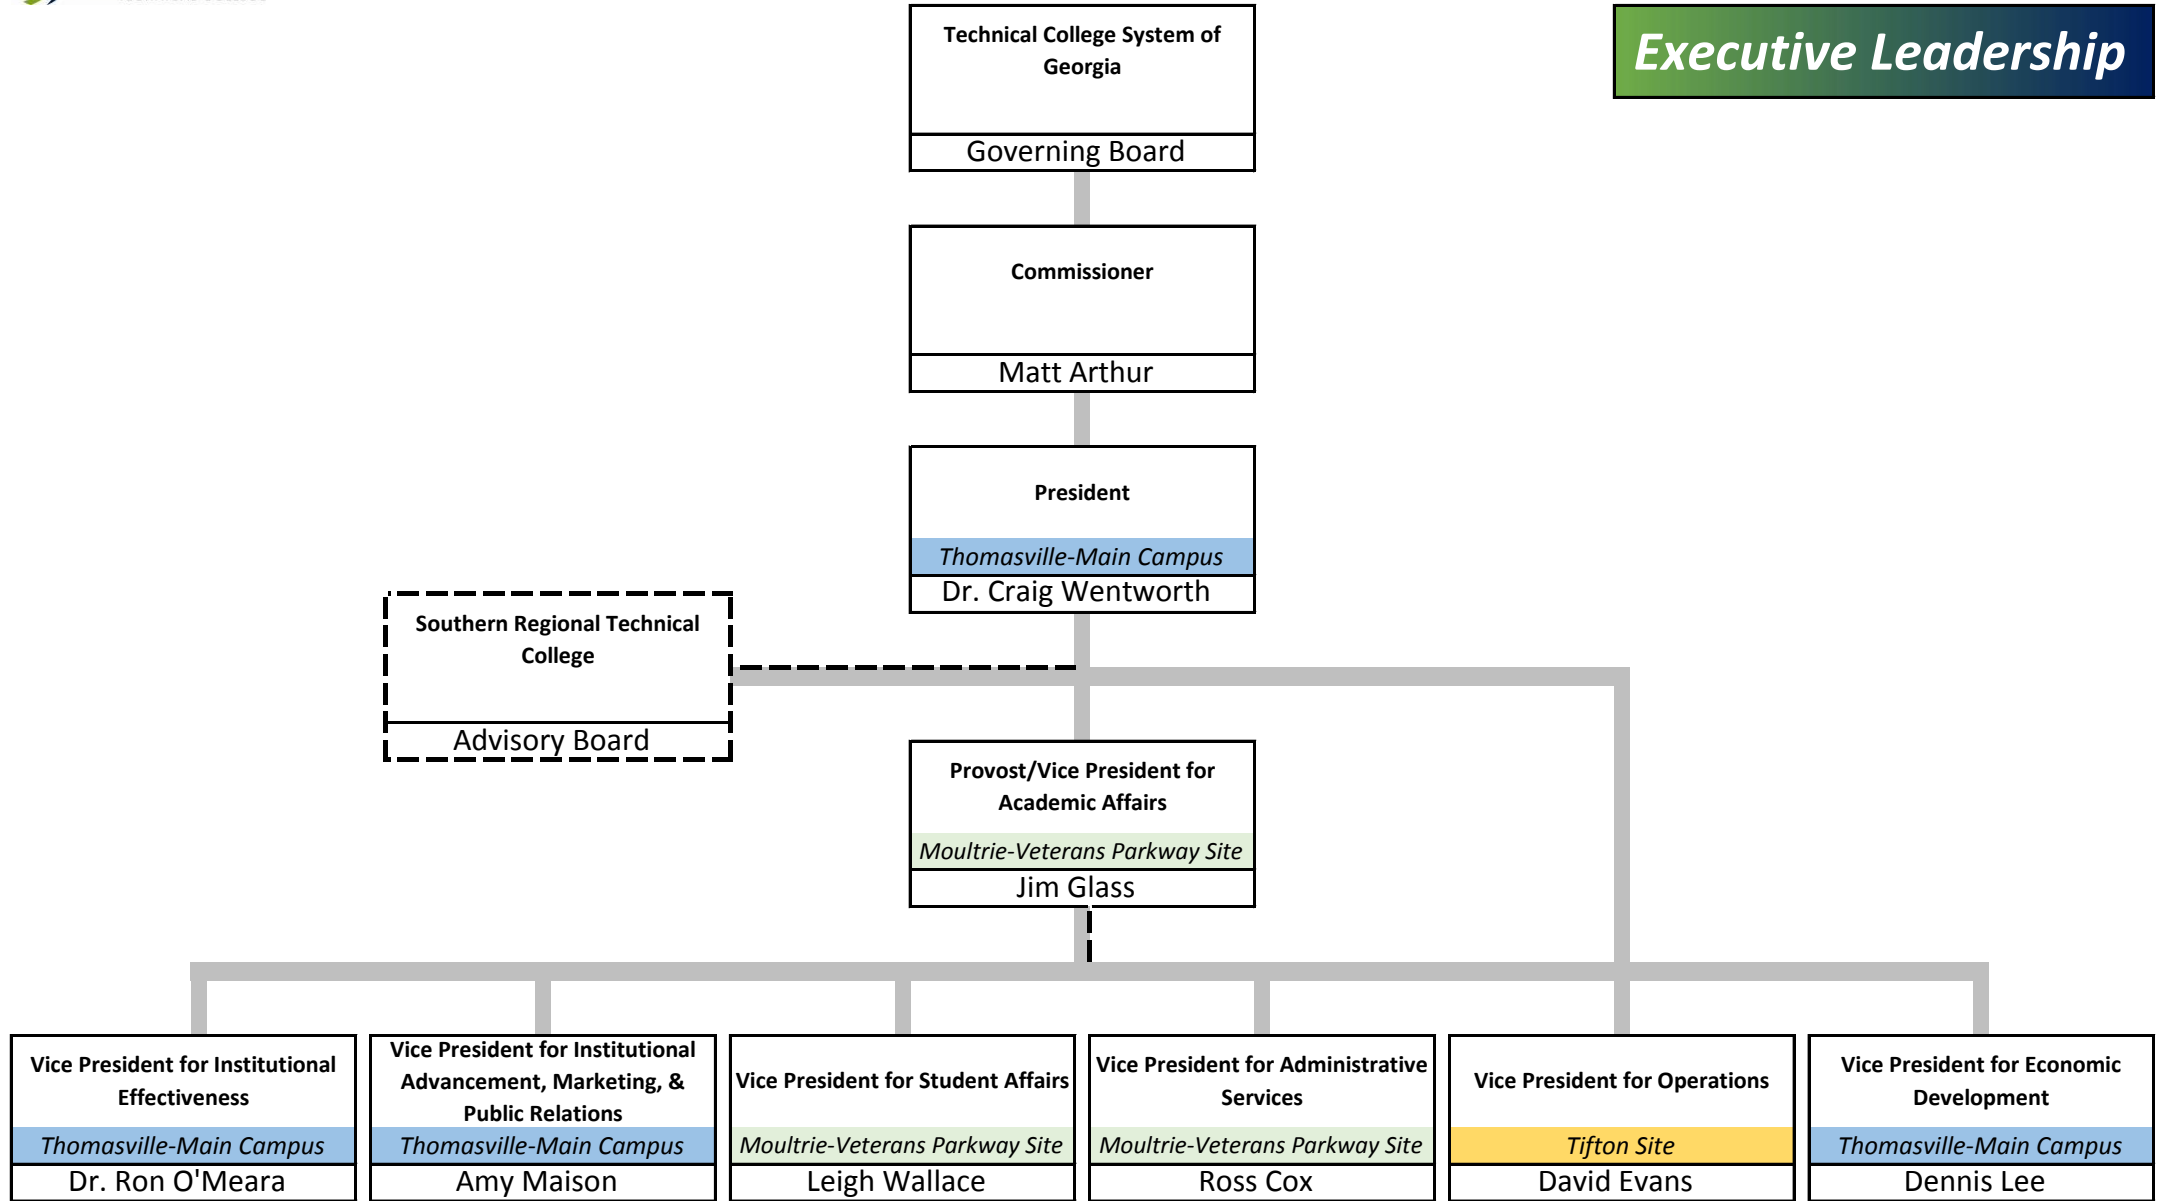 Technical College System of
Georgia
Governing Board
Executive Leadership
Commissioner
Matt Arthur
President
Thomasville-Main Campus
Dr. Craig Wentworth
Southern Regional Technical
College
Advisory Board
Provost/Vice President for
Academic Affairs
Moultrie-Veterans Parkway Site
Jim Glass
Vice President for Institutional
Effectiveness
Thomasville-Main Campus
Dr. Ron O'Meara
Vice President for Institutional
Advancement, Marketing, &
Public Relations
Thomasville-Main Campus
Amy Maison
Vice President for Student Affairs
Moultrie-Veterans Parkway Site
Leigh Wallace
Vice President for Administrative
Services
Moultrie-Veterans Parkway Site
Ross Cox
Vice President for Operations
Tifton Site
David Evans
Vice President for Economic
Development
Thomasville-Main Campus
Dennis Lee